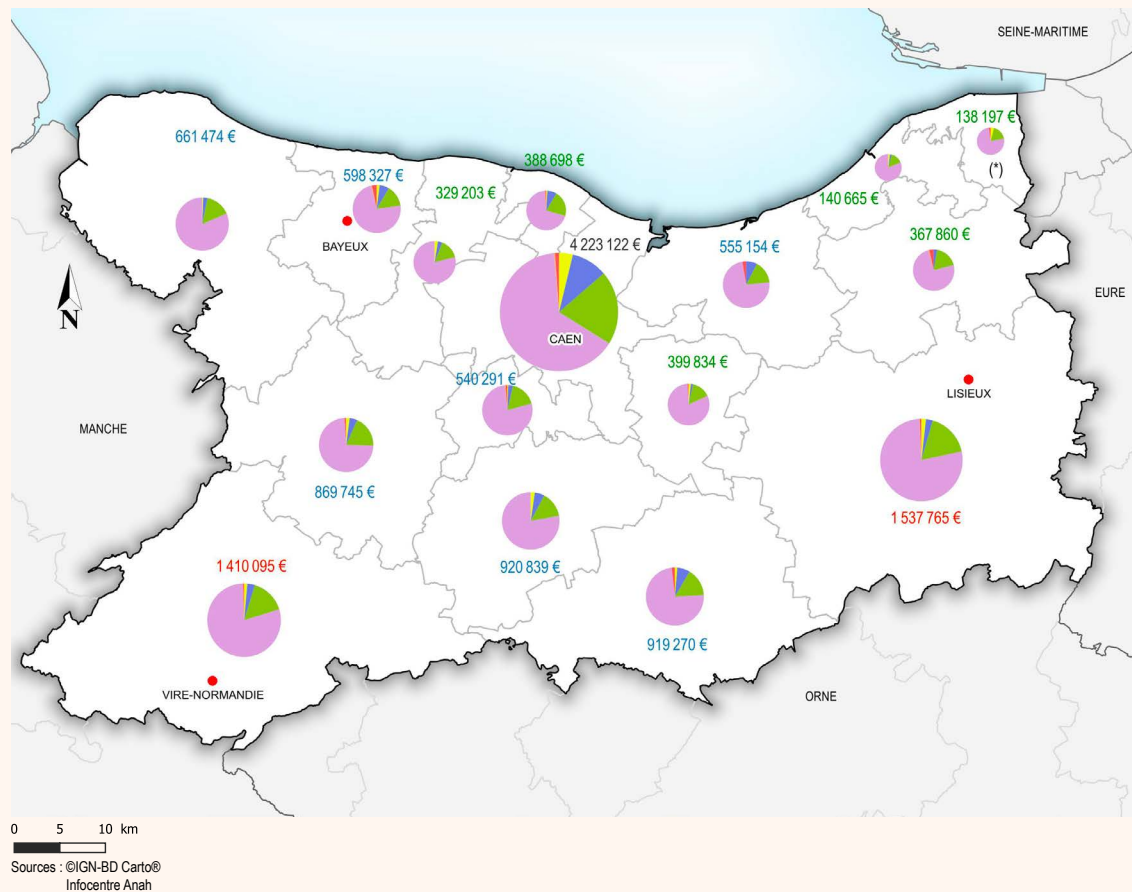 SEINE-MARITIME
138 197 €
(*)
661 474 €
388 698 €
598 327 €
329 203 €
140 665 €
BAYEUX
4 223 122 €
555 154 €
367 860 €
EURE
N
CAEN
540 291 €
399 834 €
LISIEUX
MANCHE
869 745 €
1 537 765 €
920 839 €
1 410 095 €
919 270 €
VIRE-NORMANDIE
ORNE
0 5 10 km
Sources : ©IGN-BD Carto®
Infocentre Anah